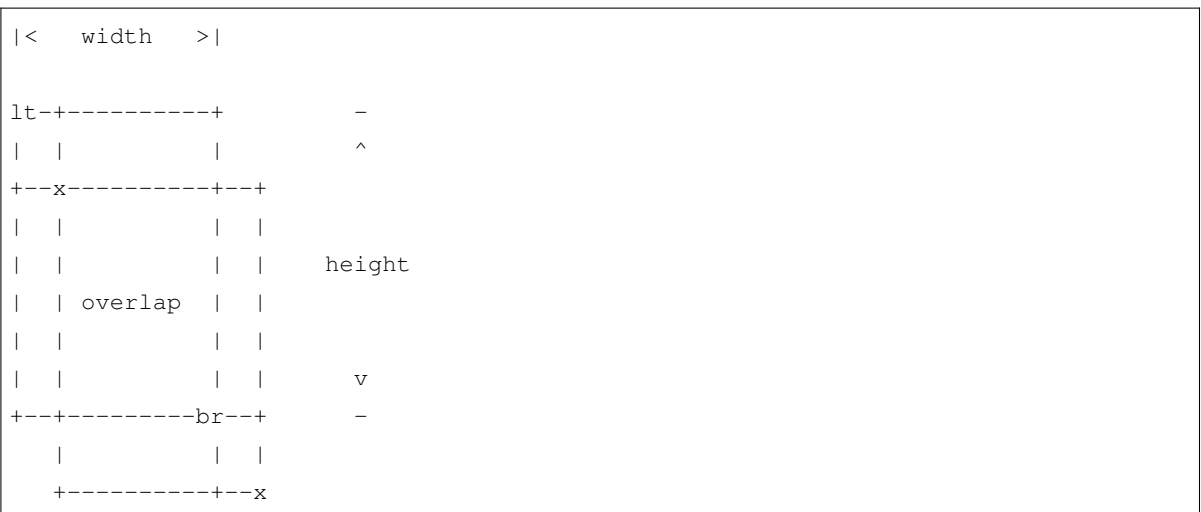 |<   width   >|
lt-+----------+        -
|  |          |        ^
+--x----------+--+
|  |          |  |
|  |          |  |    height
|  | overlap  |  |
|  |          |  |
|  |          |  |      v
+--+---------br--+      -
   |          |  |
   +----------+--x